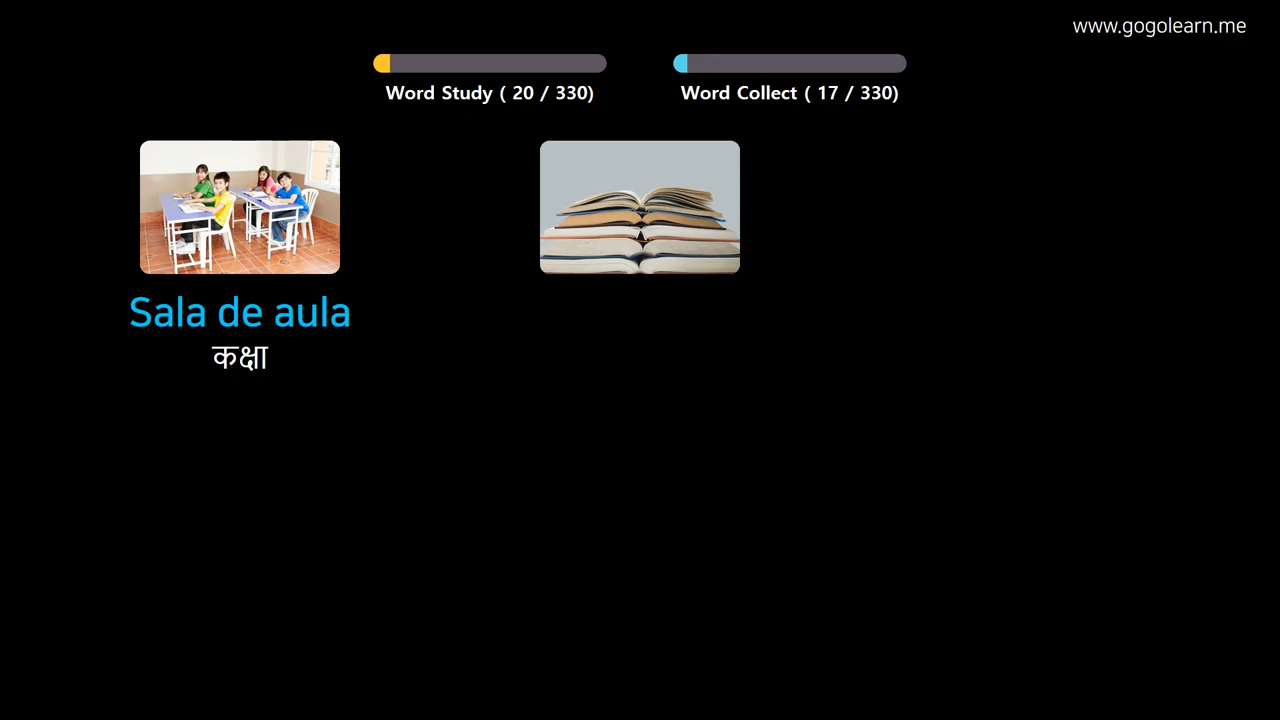 www.gogolearn.me
Word Study ( 20 / 330)
Word Collect ( 17 / 330)
Sala de aula
कक्षा